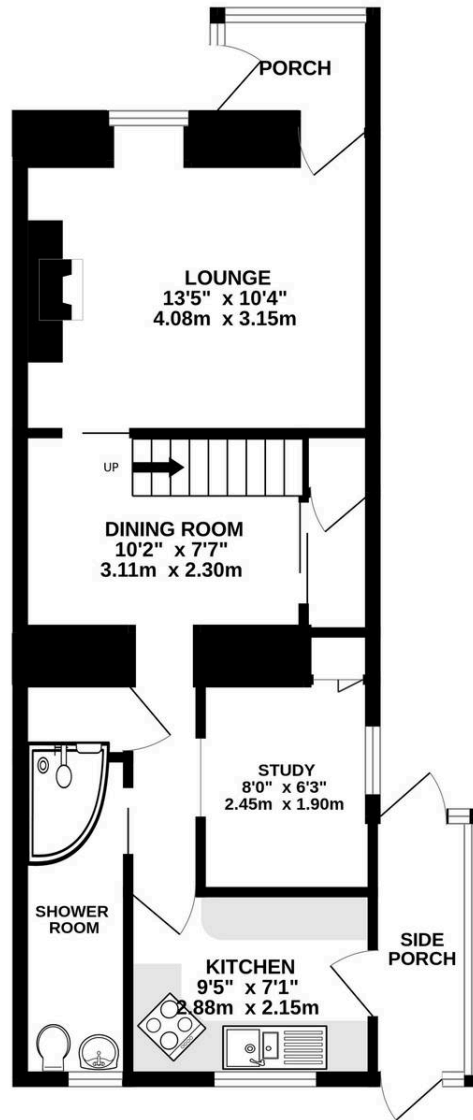 PORCH
LOUNGE
13'5" x 10'4"
4.08m x 3.15m
UP
DINING ROOM
10'2" x 7'7"
3.11m x 2.30m
STUDY
8'0" x 6'3"
2.45m x 1.90m
SHOWER
ROOM
SIDE
PORCH
KITCHEN
9'5" x 7'1"
2.88m x 2.15m